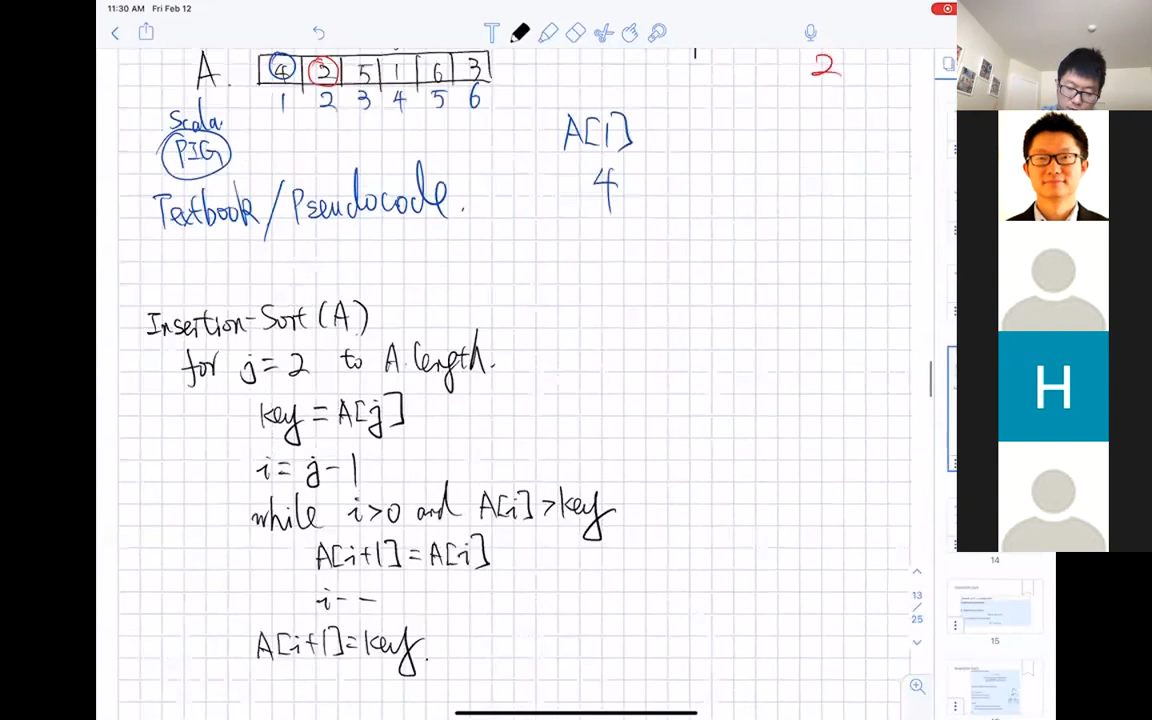 11:30 AM Fri Feb 12
A. 4 2 5 1 6 3
1 2 3 4 5 6
2
Scala
PIG
Textbook / Pseudocode.
A[1]
4
Insertion-Sort (A)
for j = 2 to A.length.
key = A[j]
i = j - 1
while i > 0 and A[i] > key
A[i+1] = A[i]
i - -
A[i+1] = key.
H
14
13
/
25
15